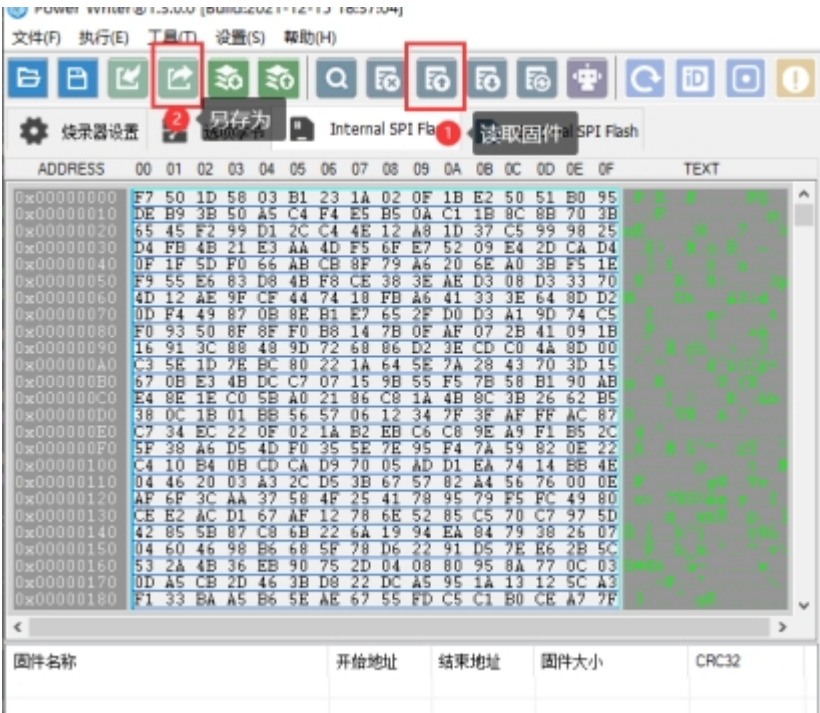 Power Writer@1.3.0.0 [Build:2021-12-15 18:57:04]
文件(F) 执行(E) 工具(T) 设置(S) 帮助(H)
2 另存为
烧录器设置 选项字节 Internal SPI Fla 1 读取固件 al SPI Flash
ADDRESS 00 01 02 03 04 05 06 07 08 09 0A 0B 0C 0D 0E 0F TEXT
0x00000000 F7 50 1D 58 03 B1 23 1A 02 0F 1B E2 50 51 B0 95
0x00000010 DE B9 3B 50 A5 C4 F4 E5 B5 0A C1 1B 8C 8B 70 3B
0x00000020 65 45 F2 99 D1 2C C4 4E 12 A8 1D 37 C5 99 98 25
0x00000030 D4 FB 4B 21 E3 AA 4D F5 6F E7 52 09 E4 2D CA D4
0x00000040 0F 1F 5D F0 66 AB CB 8F 79 A6 20 6E A0 3B F5 1E
0x00000050 F9 55 E6 83 D8 4B F8 CE 38 3E AE D3 08 D3 33 70
0x00000060 4D 12 AE 9F CF 44 74 18 FB A6 41 33 3E 64 8D D2
0x00000070 0D F4 49 87 0B 8E B1 E7 65 2F D0 D3 A1 9D 74 C5
0x00000080 F0 93 50 8F 8F F0 B8 14 7B 0F AF 07 2B 41 09 1B
0x00000090 16 91 3C 88 48 9D 72 68 86 D2 3E CD C0 4A 8D 00
0x000000A0 C3 5E 1D 7E BC 80 22 1A 64 5E 7A 28 43 70 3D 15
0x000000B0 67 0B E3 4B DC C7 07 15 9B 55 F5 7B 58 B1 90 AB
0x000000C0 E4 8E 1E C0 5B A0 21 86 C8 1A 4B 8C 3B 26 62 B5
0x000000D0 38 0C 1B 01 BB 56 57 06 12 34 7F 3F AF FF AC 87
0x000000E0 C7 34 EC 22 0F 02 1A B2 EB C6 C8 9E A9 F1 B5 2C
0x000000F0 5F 38 A6 D5 4D F0 35 5E 7E 95 F4 7A 59 82 0E 22
0x00000100 C4 10 B4 0B CD CA D9 70 05 AD D1 EA 74 14 BB 4E
0x00000110 04 46 20 03 A3 2C D5 3B 67 57 82 A4 56 76 00 0E
0x00000120 AF 6F 3C AA 37 58 4F 25 41 78 95 79 F5 FC 49 80
0x00000130 CE E2 AC D1 67 AF 12 78 6E 52 85 C5 70 C7 97 5D
0x00000140 42 85 5B 87 C8 6B 22 6A 19 94 EA 84 79 38 26 07
0x00000150 04 60 46 98 B6 68 5F 78 D6 22 91 D5 7E E6 2B 5C
0x00000160 53 2A 4B 36 EB 90 75 2D 04 08 80 95 8A 77 0C 03
0x00000170 0D A5 CB 2D 46 3B D8 22 DC A5 95 1A 13 12 5C A3
0x00000180 F1 33 BA A5 B6 5E AE 67 55 FD C5 C1 B0 CE A7 7F
固件名称 开始地址 结束地址 固件大小 CRC32